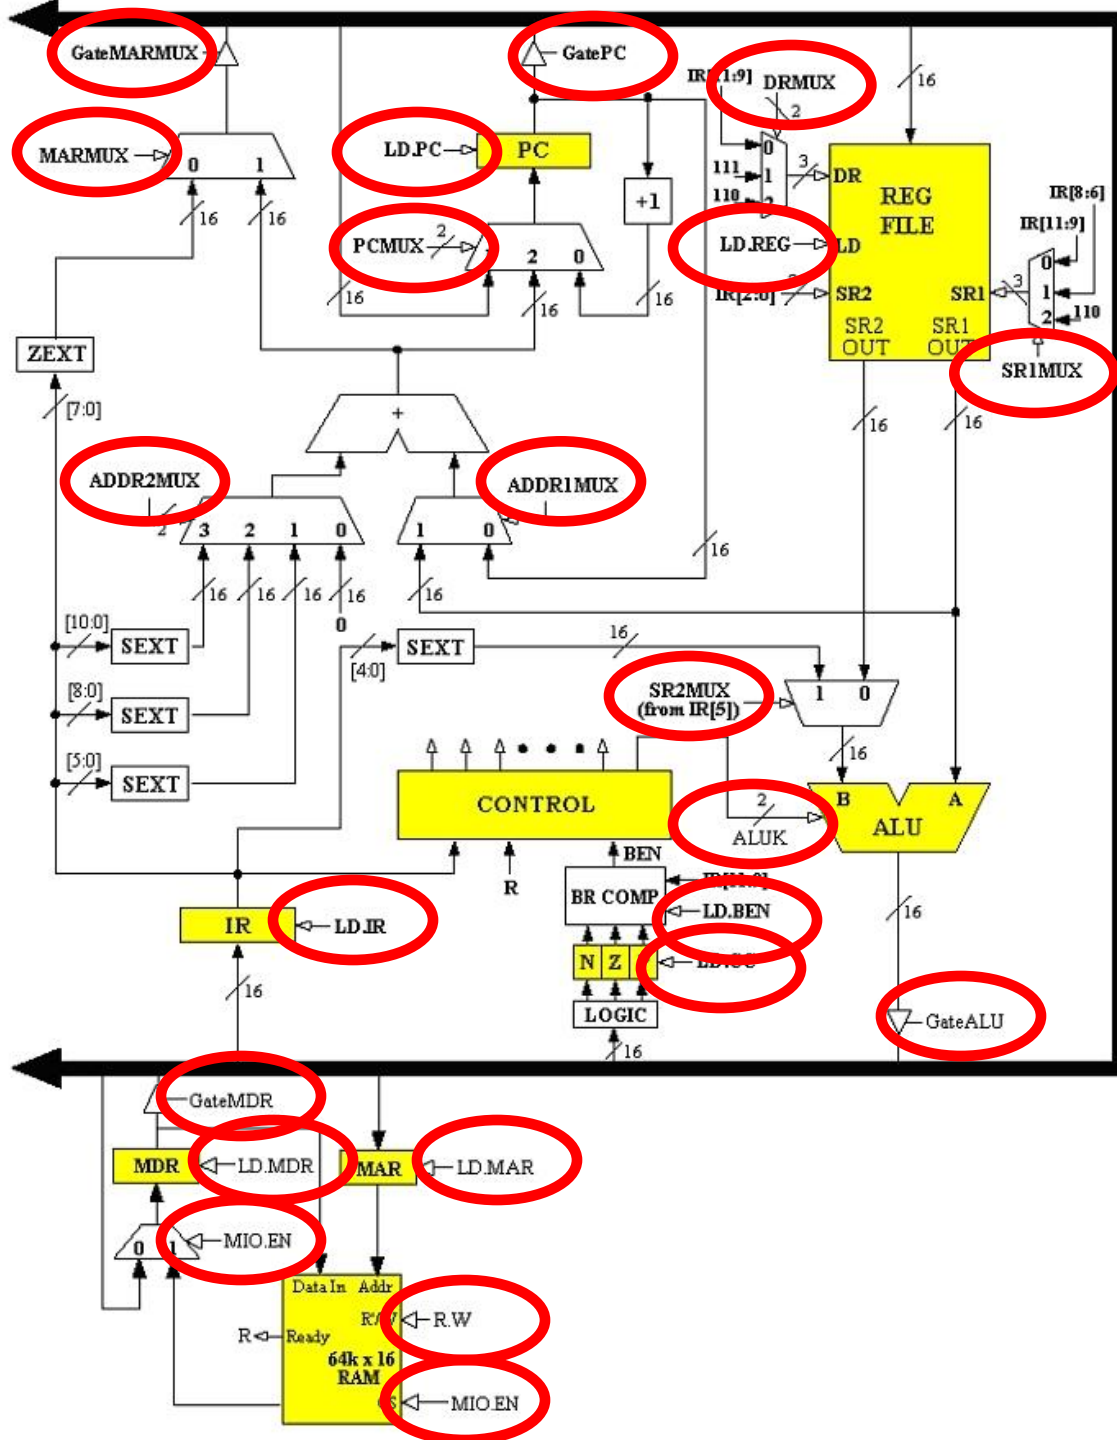 GateMARMUX
GatePC
16
IR[11:9]
DRMUX
2
MARMUX
0 1
LD.PC
PC
0
1
2
111
110
3
DR
REG
FILE
IR[8:6]
IR[11:9]
16
16
+1
PCMUX
2
2 0
LD.REG
LD
0
1
2
3
110
SR2
SR1
16
16
16
SR2
OUT
SR1
OUT
SR1MUX
ZEXT
[7:0]
+
16
16
ADDR2MUX
ADDR1MUX
2
3 2 1 0
1 0
16
16
16
16
16
0
[10:0]
SEXT
[4:0]
SEXT
16
[8:0]
SEXT
SR2MUX
(from IR[5])
1 0
16
[5:0]
SEXT
CONTROL
2
ALUK
B A
ALU
BEN
R
BR COMP
LD.BEN
IR
LD.IR
N Z
16
LOGIC
16
16
GateALU
GateMDR
MDR
LD.MDR
MAR
LD.MAR
0 1
MIO.EN
Data In Addr
R.W
R
Ready
64k x 16
RAM
MIO.EN